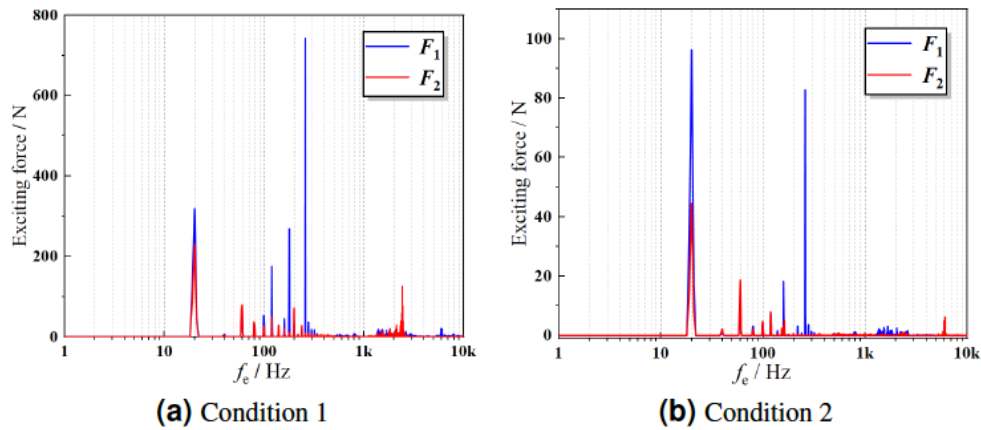 800
600
400
200
0
Exciting force / N
F1
F2
1
10
100
1k
10k
fe / Hz
(a) Condition 1
100
80
60
40
20
0
Exciting force / N
F1
F2
1
10
100
1k
10k
fe / Hz
(b) Condition 2